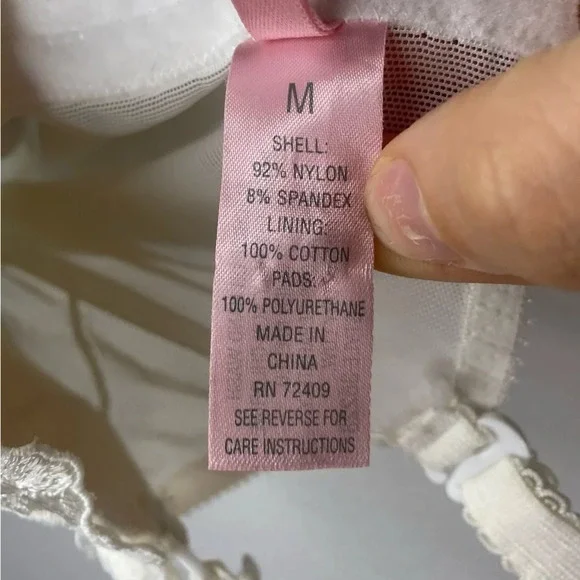 M
SHELL:
92% NYLON
8% SPANDEX
LINING:
100% COTTON
PADS:
100% POLYURETHANE
MADE IN
CHINA
RN 72409
SEE REVERSE FOR
CARE INSTRUCTIONS